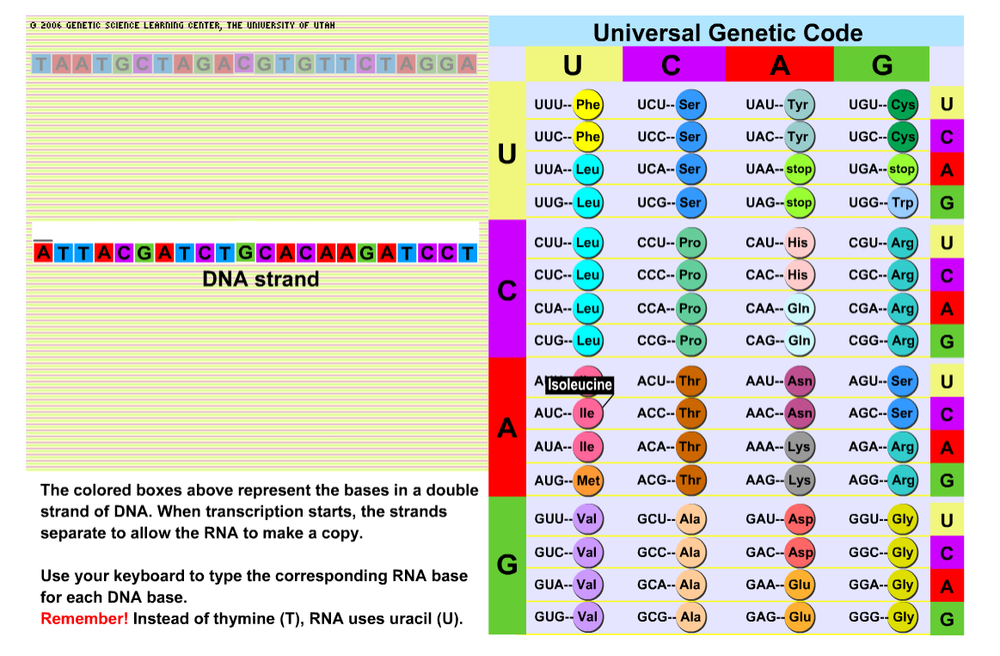 © 2006 GENETIC SCIENCE LEARNING CENTER, THE UNIVERSITY OF UTAH
T A A T G C T A G A C G T G T T C T A G G A
A T T A C G A T C T G C A C A A G A T C C T
DNA strand
The colored boxes above represent the bases in a double
strand of DNA. When transcription starts, the strands
separate to allow the RNA to make a copy.
Use your keyboard to type the corresponding RNA base
for each DNA base.
Remember! Instead of thymine (T), RNA uses uracil (U).
Universal Genetic Code
U C A G
U
UUU-- Phe UCU-- Ser UAU-- Tyr UGU-- Cys U
UUC-- Phe UCC-- Ser UAC-- Tyr UGC-- Cys C
UUA-- Leu UCA-- Ser UAA-- stop UGA-- stop A
UUG-- Leu UCG-- Ser UAG-- stop UGG-- Trp G
C
CUU-- Leu CCU-- Pro CAU-- His CGU-- Arg U
CUC-- Leu CCC-- Pro CAC-- His CGC-- Arg C
CUA-- Leu CCA-- Pro CAA-- Gln CGA-- Arg A
CUG-- Leu CCG-- Pro CAG-- Gln CGG-- Arg G
A
Isoleucine ACU-- Thr AAU-- Asn AGU-- Ser U
AUC-- Ile ACC-- Thr AAC-- Asn AGC-- Ser C
AUA-- Ile ACA-- Thr AAA-- Lys AGA-- Arg A
AUG-- Met ACG-- Thr AAG-- Lys AGG-- Arg G
G
GUU-- Val GCU-- Ala GAU-- Asp GGU-- Gly U
GUC-- Val GCC-- Ala GAC-- Asp GGC-- Gly C
GUA-- Val GCA-- Ala GAA-- Glu GGA-- Gly A
GUG-- Val GCG-- Ala GAG-- Glu GGG-- Gly G